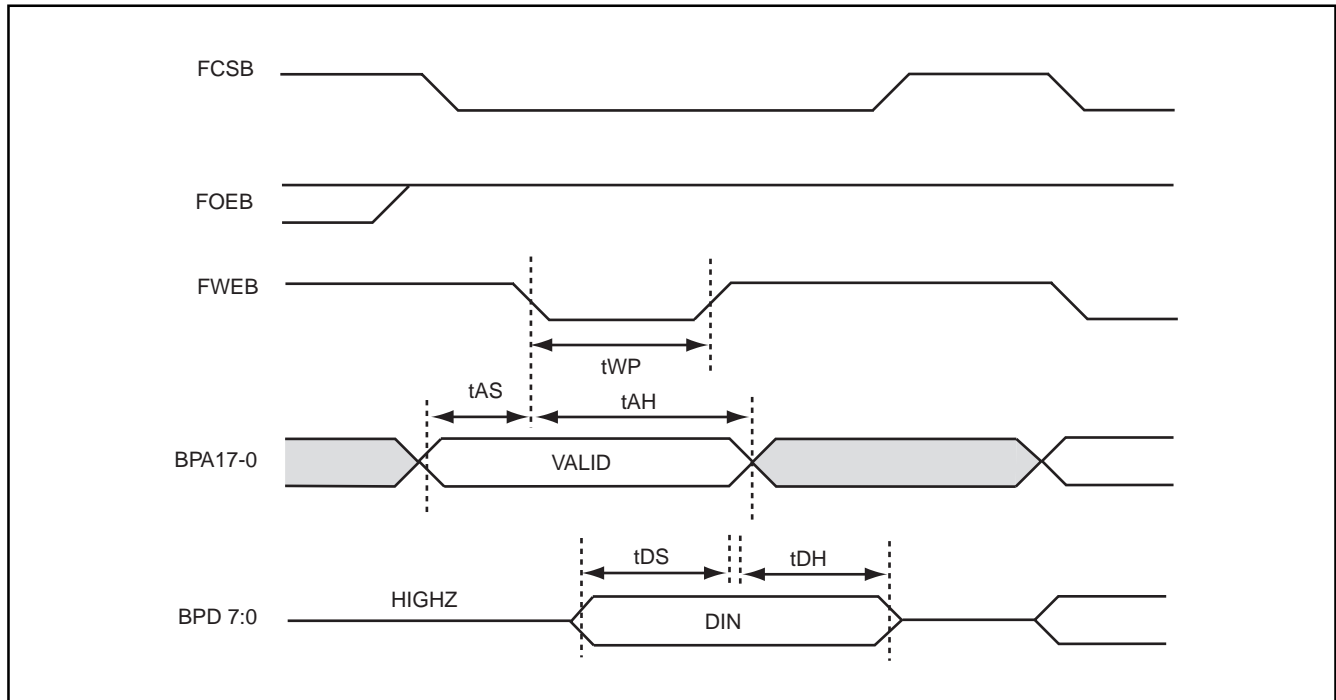 FCSB
FOEB
FWEB
tWP
tAS
tAH
BPA17-0
VALID
tDS
tDH
HIGHZ
BPD 7:0
DIN